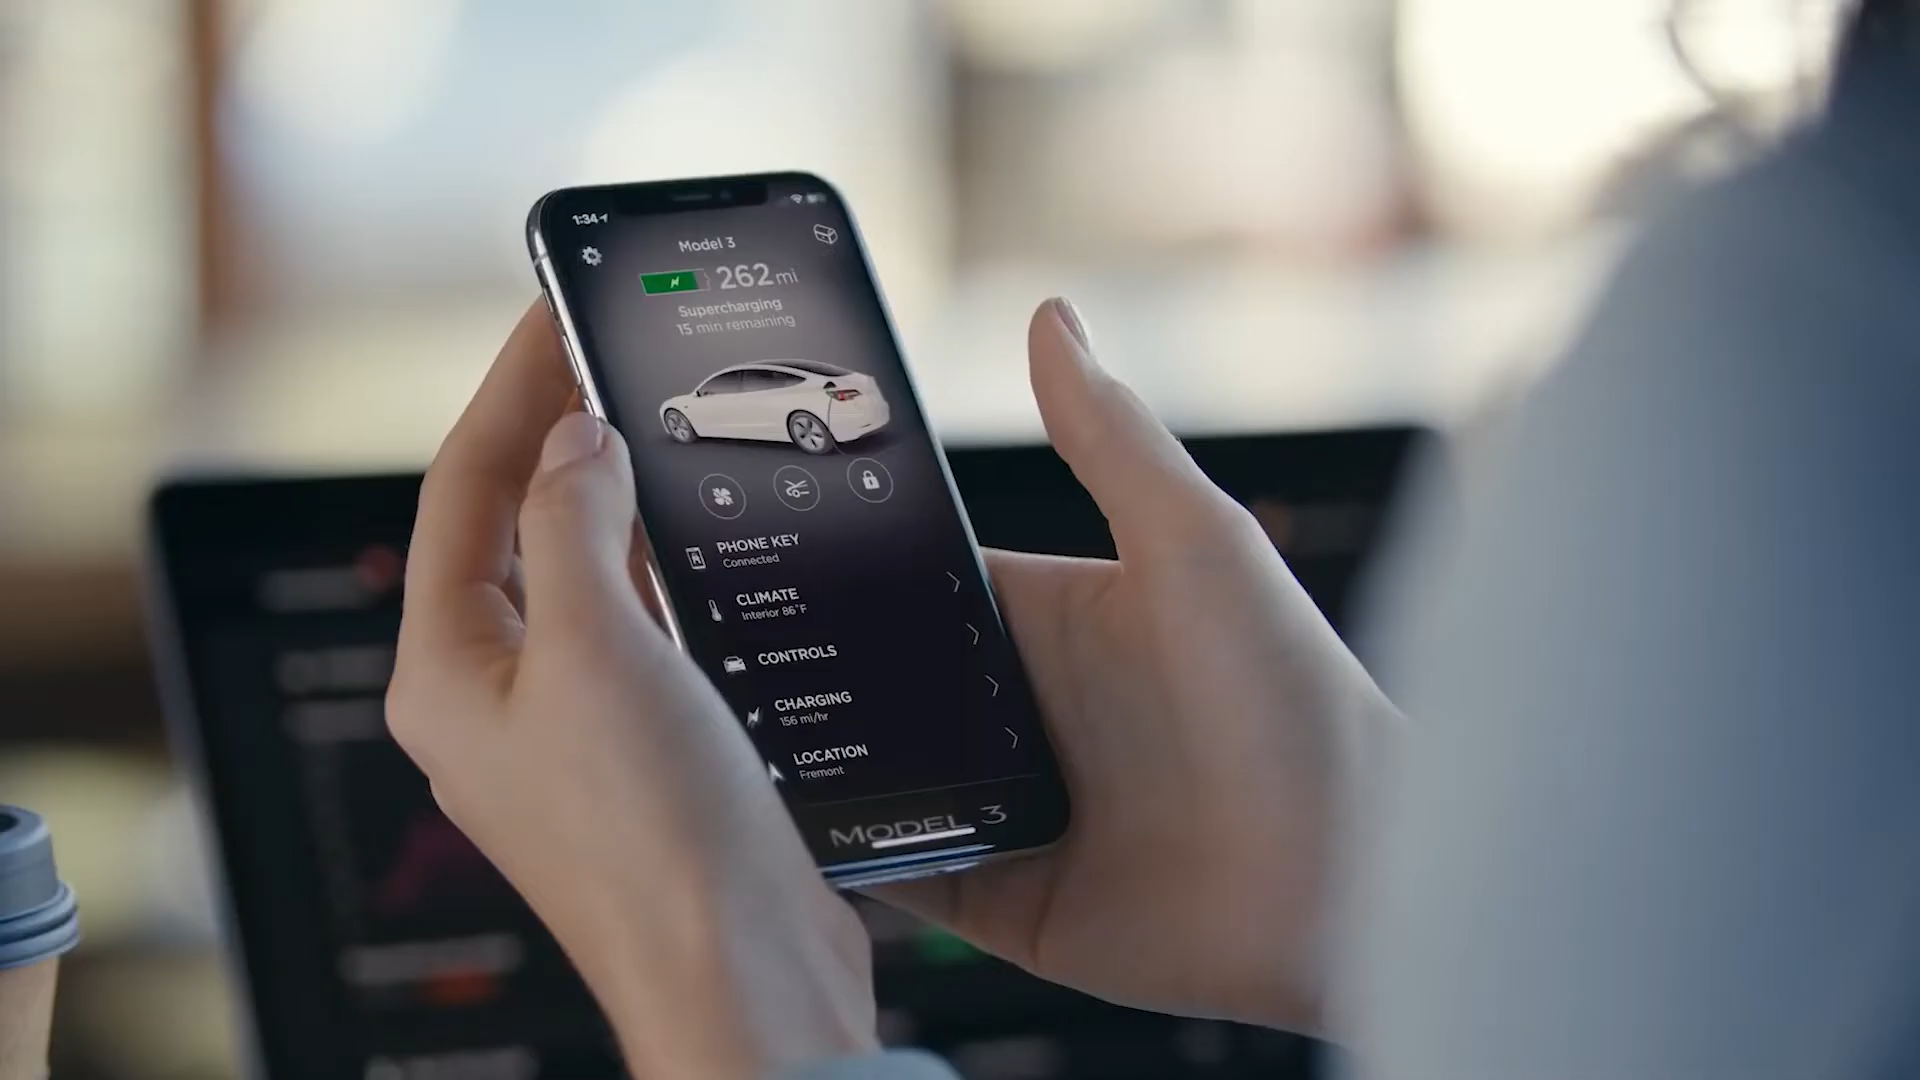 1:34
Model 3
262 mi
Supercharging
15 min remaining
PHONE KEY
Connected
CLIMATE
Interior 86°F
CONTROLS
CHARGING
156 mi/hr
LOCATION
Fremont
MODEL 3